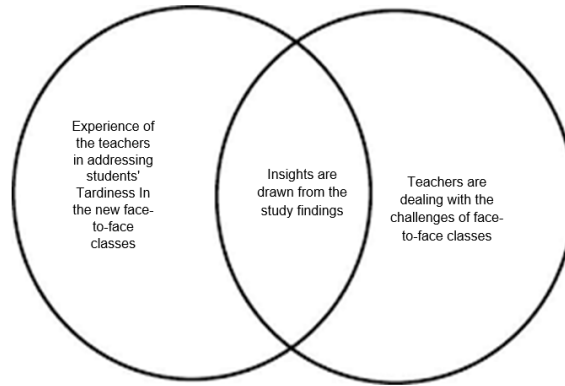 Experience of
the teachers
in addressing
students'
Tardiness In
the new face-
to-face
classes
Insights are
drawn from the
study findings
Teachers are
dealing with the
challenges of face-
to-face classes